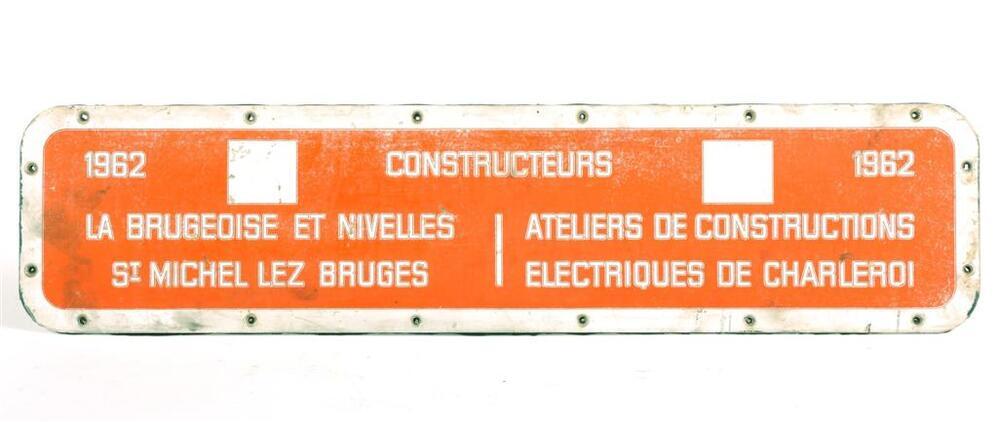 1962 CONSTRUCTEURS 1962
LA BRUGEOISE ET NIVELLES
ST MICHEL LEZ BRUGES
ATELIERS DE CONSTRUCTIONS
ELECTRIQUES DE CHARLEROI